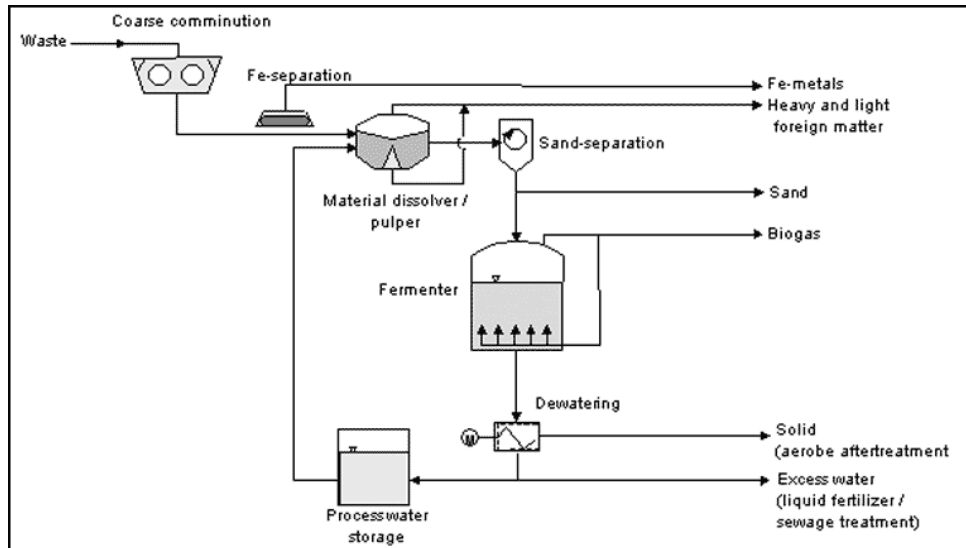 Coarse comminution
Waste
Fe-separation
Fe-metals
Heavy and light
foreign matter
Sand-separation
Material dissolver /
pulper
Sand
Biogas
Fermenter
Dewatering
M
Solid
(aerobe aftertreatment
Excess water
(liquid fertilizer /
sewage treatment)
Processwater
storage